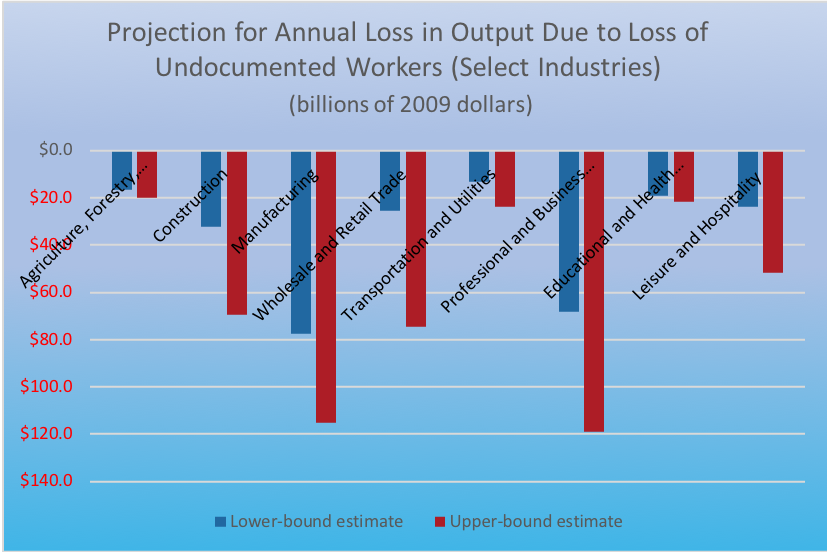 Projection for Annual Loss in Output Due to Loss of
Undocumented Workers (Select Industries)
(billions of 2009 dollars)
$0.0
$20.0
$40.0
$60.0
$80.0
$100.0
$120.0
$140.0
Agriculture, Forestry,...
Construction
Manufacturing
Wholesale and Retail Trade
Transportation and Utilities
Professional and Business...
Educational and Health...
Leisure and Hospitality
Lower-bound estimate
Upper-bound estimate